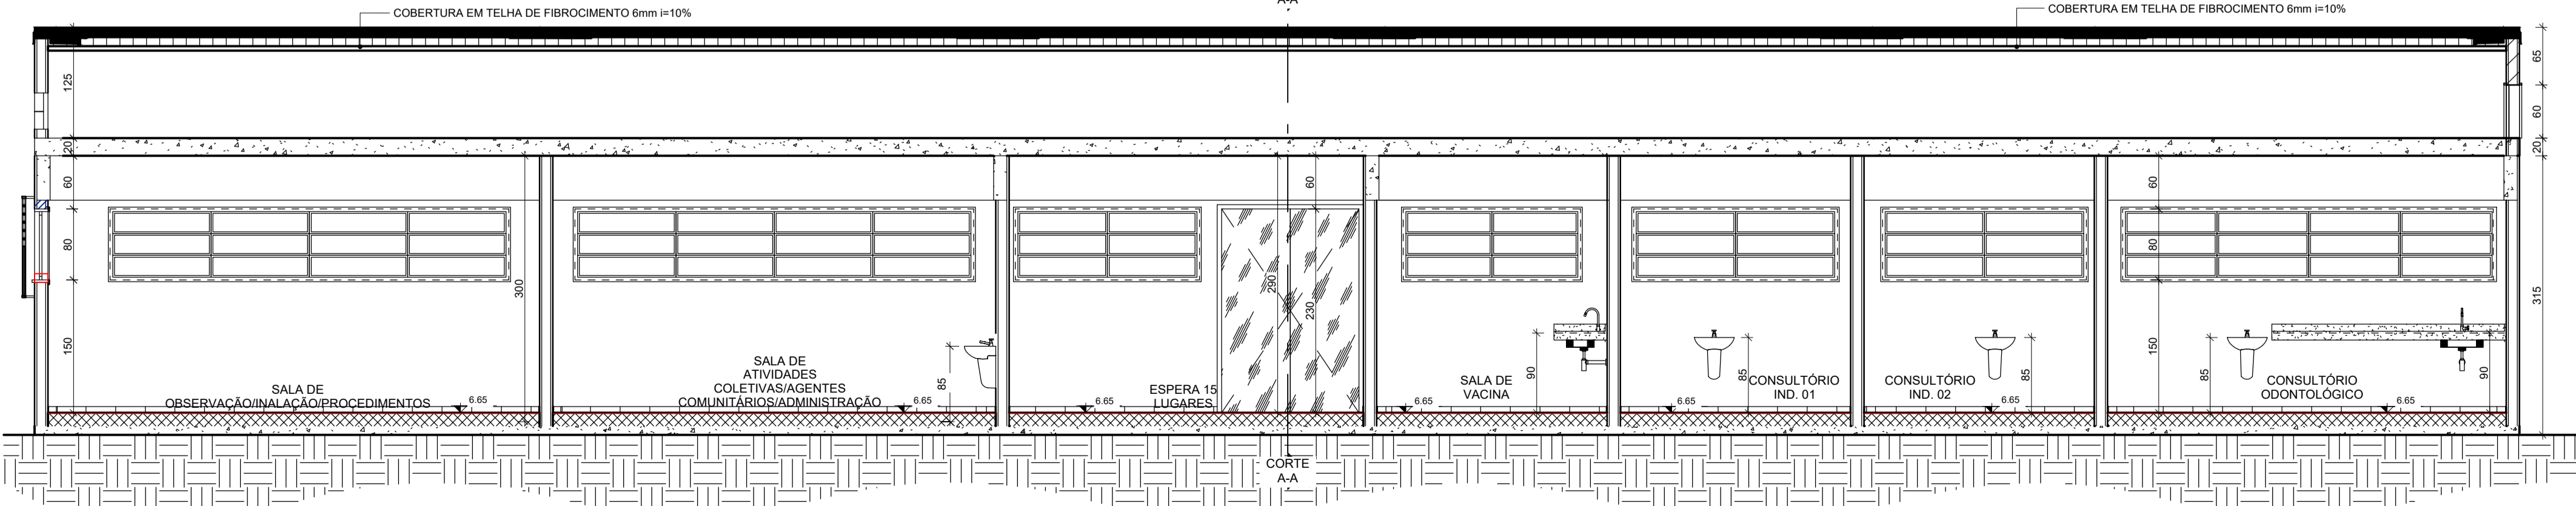 A-A
COBERTURA EM TELHA DE FIBROCIMENTO 6mm i=10%
COBERTURA EM TELHA DE FIBROCIMENTO 6mm i=10%
125
65
60
20
20
60
60
60
80
80
300
290
230
315
150
150
85
90
85
85
85
90
SALA DE
OBSERVAÇÃO/INALAÇÃO/PROCEDIMENTOS
6.65
SALA DE
ATIVIDADES
COLETIVAS/AGENTES
COMUNITÁRIOS/ADMINISTRAÇÃO
6.65
ESPERA 15
LUGARES
6.65
SALA DE
VACINA
6.65
CONSULTÓRIO
IND. 01
6.65
CONSULTÓRIO
IND. 02
6.65
CONSULTÓRIO
ODONTOLÓGICO
6.65
CORTE
A-A